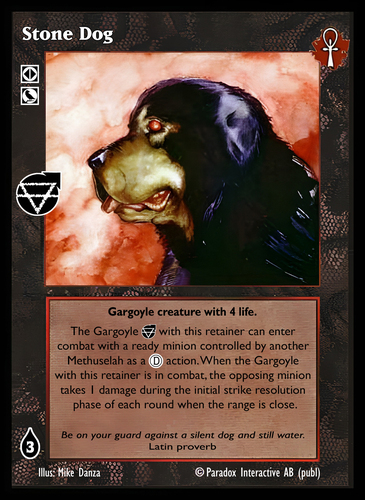 Stone Dog
Gargoyle creature with 4 life.
The Gargoyle with this retainer can enter
combat with a ready minion controlled by another
Methuselah as a D action. When the Gargoyle
with this retainer is in combat, the opposing minion
takes 1 damage during the initial strike resolution
phase of each round when the range is close.
Be on your guard against a silent dog and still water.
Latin proverb
3
Illus: Mike Danza © Paradox Interactive AB (publ)